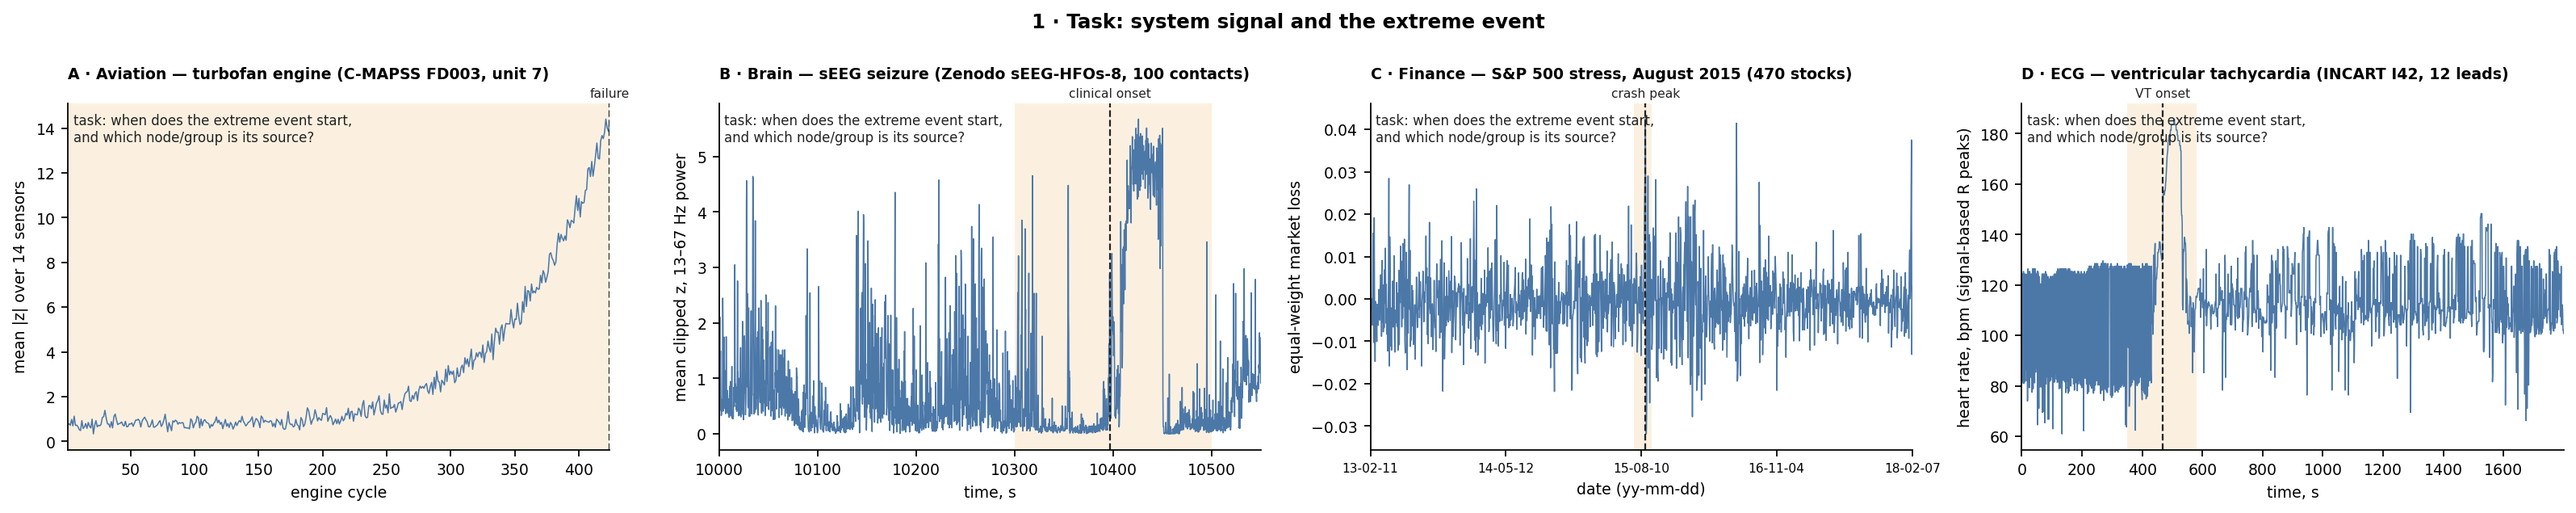 1 · Task: system signal and the extreme event
A · Aviation — turbofan engine (C-MAPSS FD003, unit 7)
failure
task: when does the extreme event start,
and which node/group is its source?
mean |z| over 14 sensors
14
12
10
8
6
4
2
0
50 100 150 200 250 300 350 400
engine cycle
B · Brain — sEEG seizure (Zenodo sEEG-HFOs-8, 100 contacts)
clinical onset
task: when does the extreme event start,
and which node/group is its source?
mean clipped z, 13–67 Hz power
5
4
3
2
1
0
10000 10100 10200 10300 10400 10500
time, s
C · Finance — S&P 500 stress, August 2015 (470 stocks)
crash peak
task: when does the extreme event start,
and which node/group is its source?
equal-weight market loss
0.04
0.03
0.02
0.01
0.00
−0.01
−0.02
−0.03
13-02-11 14-05-12 15-08-10 16-11-04 18-02-07
date (yy-mm-dd)
D · ECG — ventricular tachycardia (INCART I42, 12 leads)
VT onset
task: when does the extreme event start,
and which node/group is its source?
heart rate, bpm (signal-based R peaks)
180
160
140
120
100
80
60
0 200 400 600 800 1000 1200 1400 1600
time, s